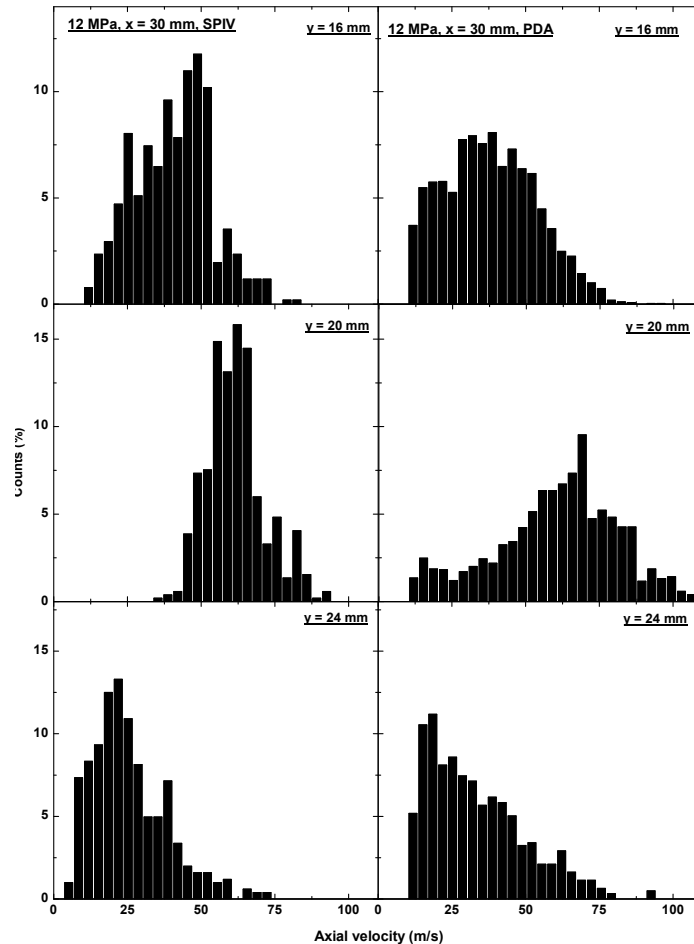 12 MPa, x = 30 mm, SPIV
y = 16 mm
12 MPa, x = 30 mm, PDA
y = 16 mm
10
5
0
y = 20 mm
y = 20 mm
15
10
5
0
Counts (%)
y = 24 mm
y = 24 mm
15
10
5
0
0 25 50 75 100 0 25 50 75 100
Axial velocity (m/s)